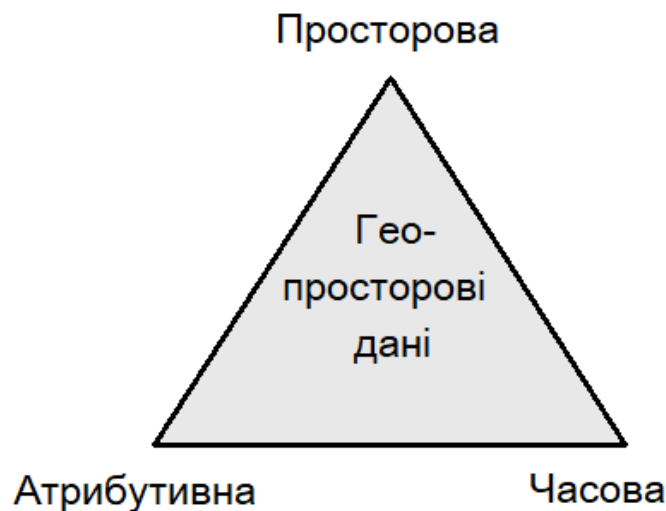 Просторова
Гео-
просторові
дані
Атрибутивна
Часова